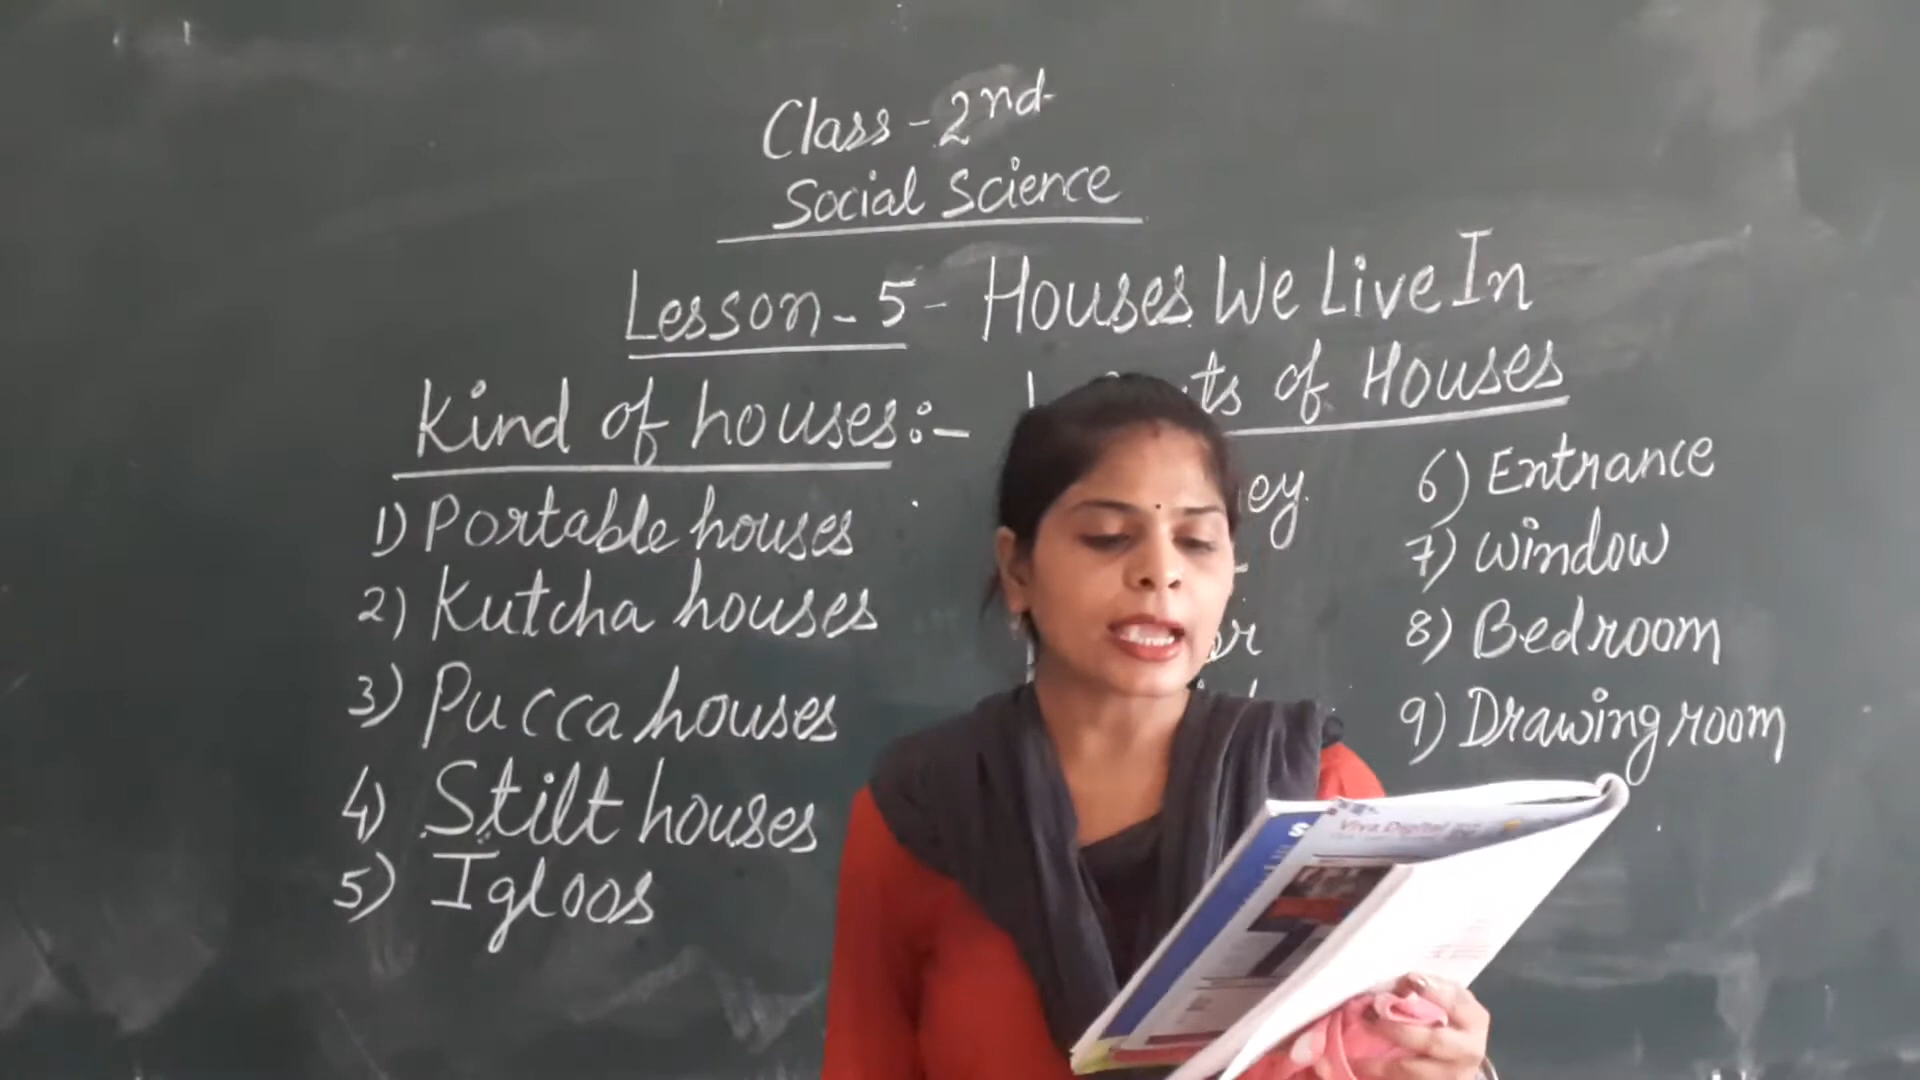 Class - 2nd
Social Science
Lesson - 5 - Houses We Live In
Kind of houses :-
1) Portable houses
2) Kutcha houses
3) Pucca houses
4) Stilt houses
5) Igloos
of Houses
6) Entrance
7) Window
8) Bedroom
9) Drawing room
Viva Digital